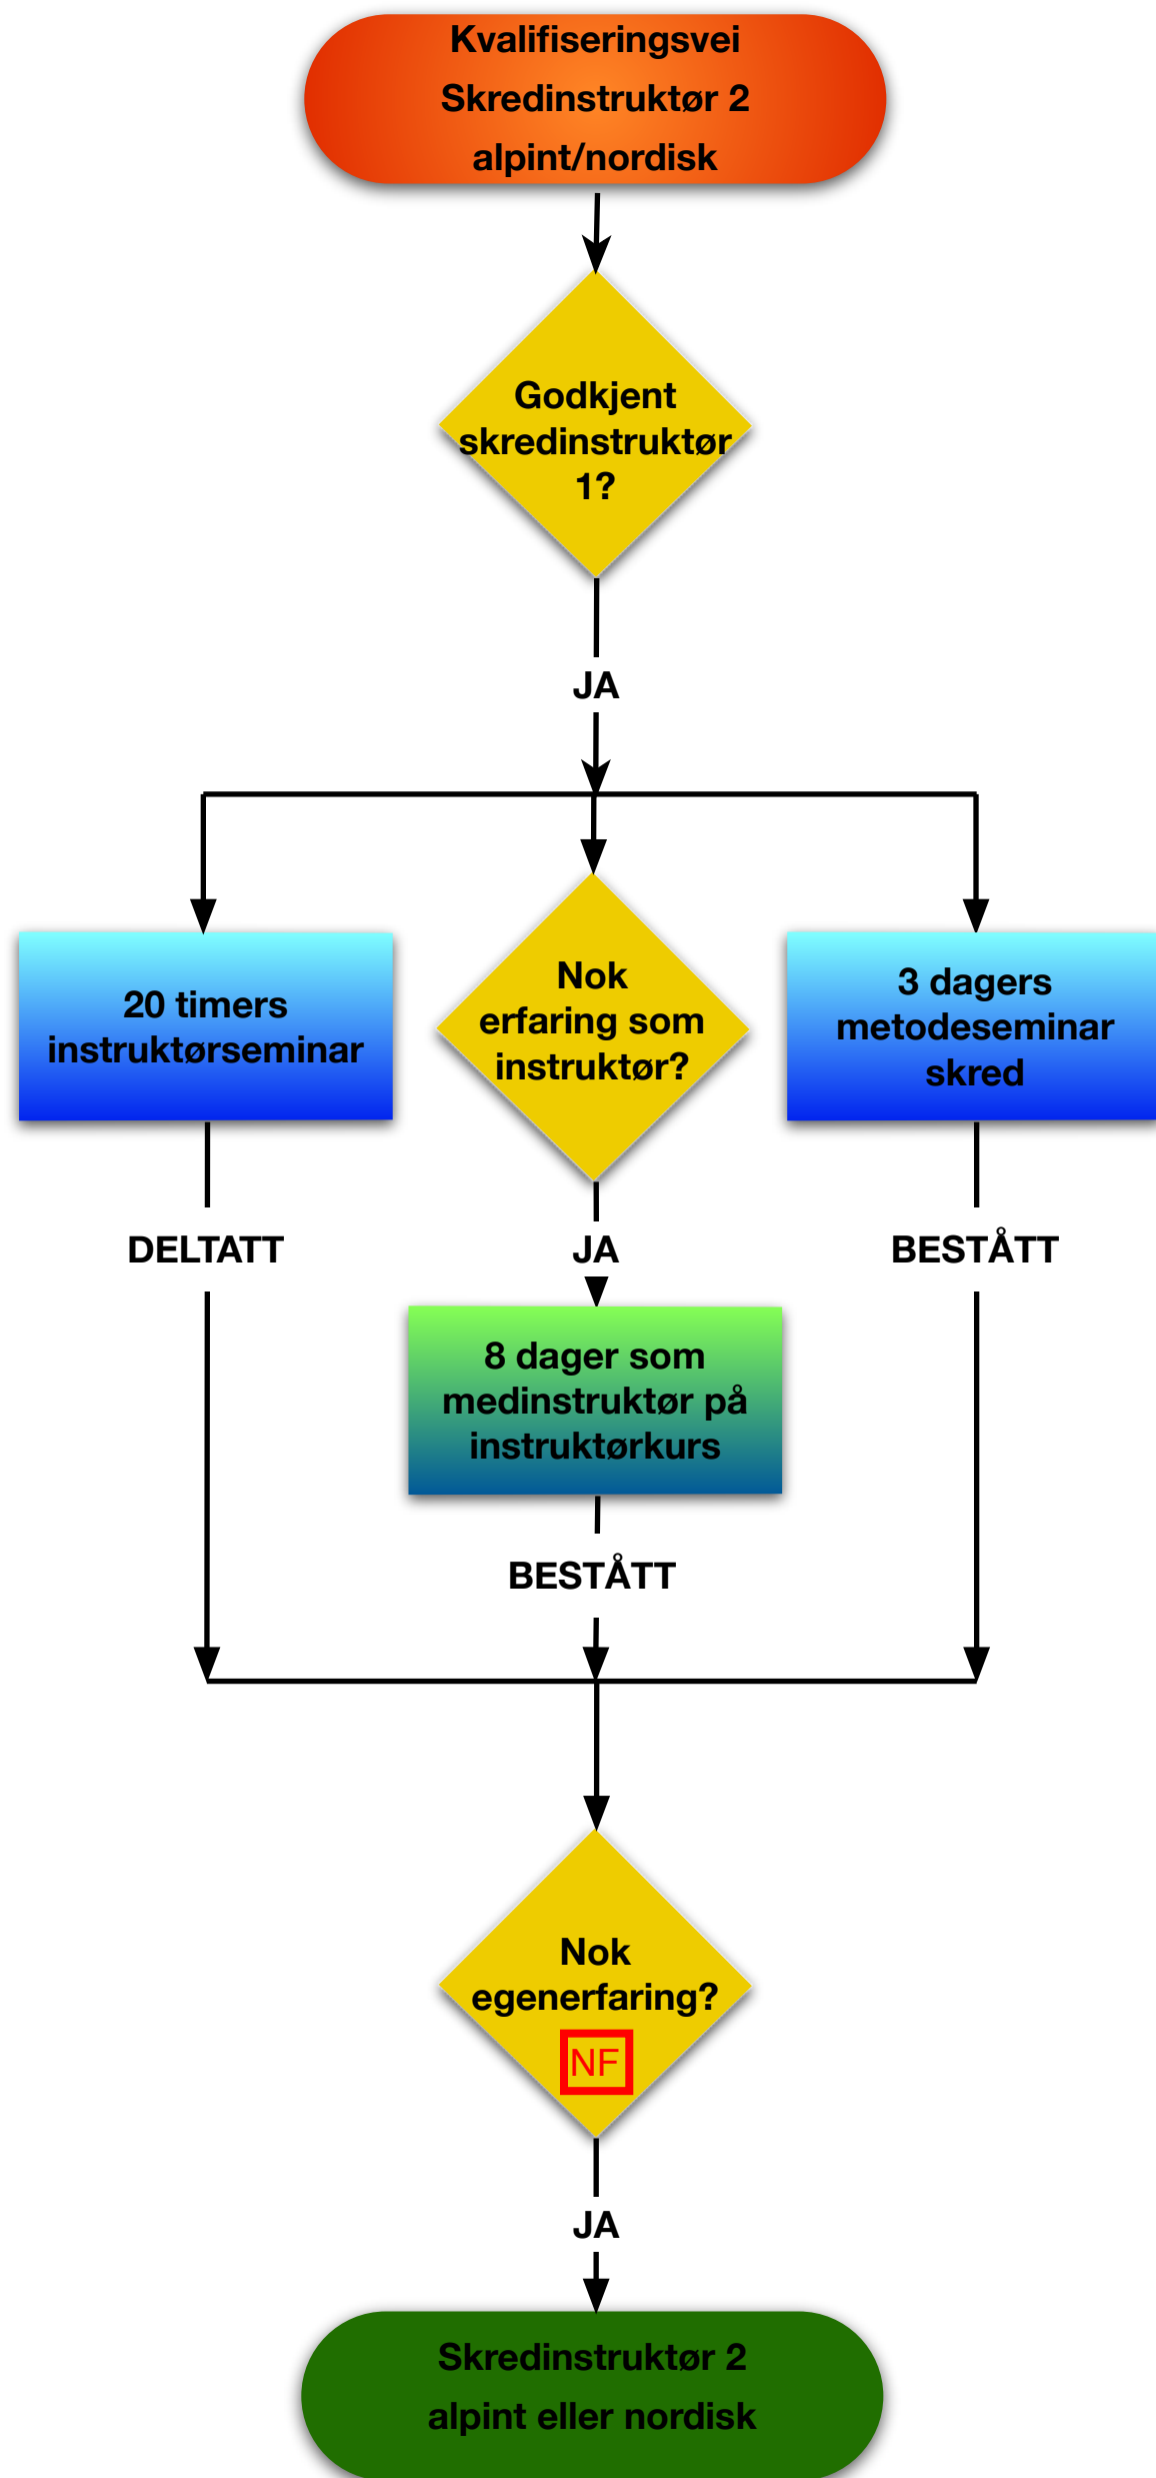 Kvalifiseringsvei
Skredinstruktør 2
alpint/nordisk
Godkjent
skredinstruktør
1?
JA
20 timers
instruktørseminar
Nok
erfaring som
instruktør?
3 dagers
metodeseminar
skred
DELTATT
JA
BESTÅTT
8 dager som
medinstruktør på
instruktørkurs
BESTÅTT
Nok
egenerfaring?
NF
JA
Skredinstruktør 2
alpint eller nordisk